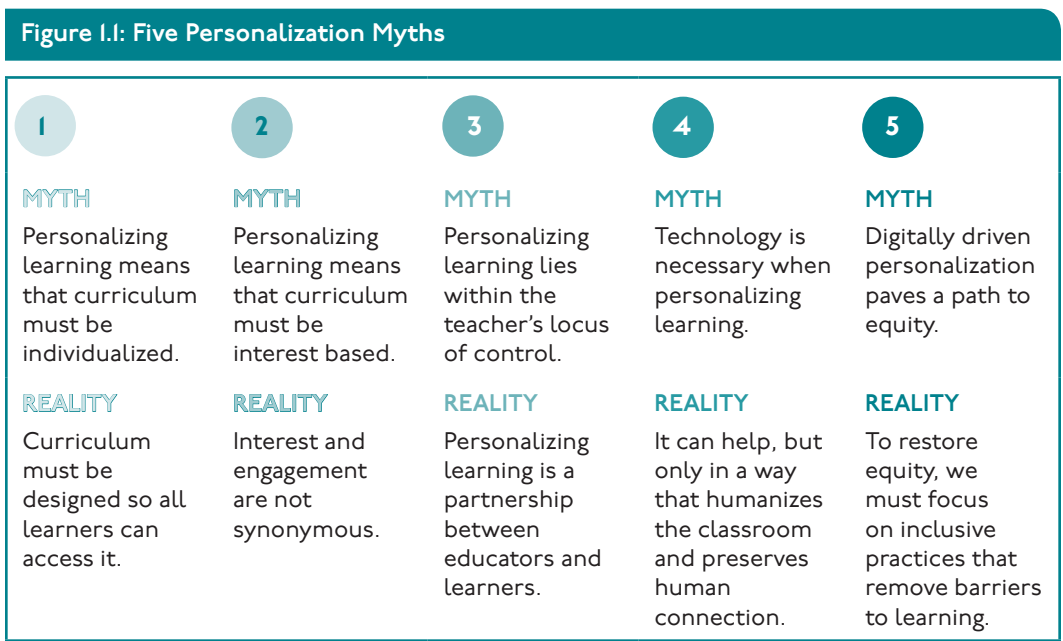 Figure 1.1: Five Personalization Myths
1
MYTH
Personalizing
learning means
that curriculum
must be
individualized.
REALITY
Curriculum
must be
designed so all
learners can
access it.
2
MYTH
Personalizing
learning means
that curriculum
must be
interest based.
REALITY
Interest and
engagement
are not
synonymous.
3
MYTH
Personalizing
learning lies
within the
teacher’s locus
of control.
REALITY
Personalizing
learning is a
partnership
between
educators and
learners.
4
MYTH
Technology is
necessary when
personalizing
learning.
REALITY
It can help, but
only in a way
that humanizes
the classroom
and preserves
human
connection.
5
MYTH
Digitally driven
personalization
paves a path to
equity.
REALITY
To restore
equity, we
must focus
on inclusive
practices that
remove barriers
to learning.